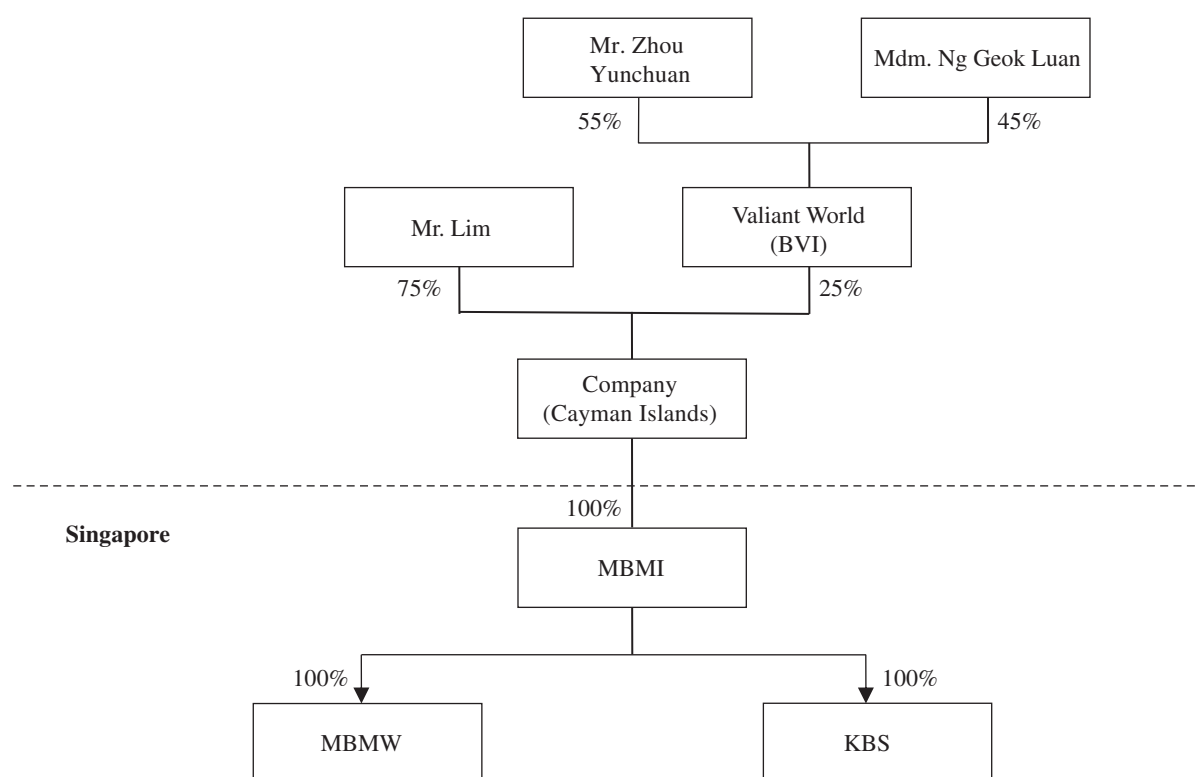 Mr. Zhou
Yunchuan
Mdm. Ng Geok Luan
55%
45%
Mr. Lim
Valiant World
(BVI)
75%
25%
Company
(Cayman Islands)
100%
Singapore
MBMI
100%
100%
MBMW
KBS